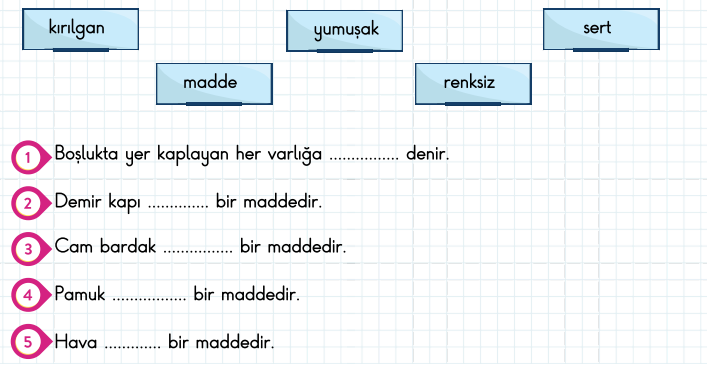 kırılgan yumuşak sert
madde renksiz
1 Boşlukta yer kaplayan her varlığa ................ denir.
2 Demir kapı .............. bir maddedir.
3 Cam bardak ................ bir maddedir.
4 Pamuk ................. bir maddedir.
5 Hava ............. bir maddedir.